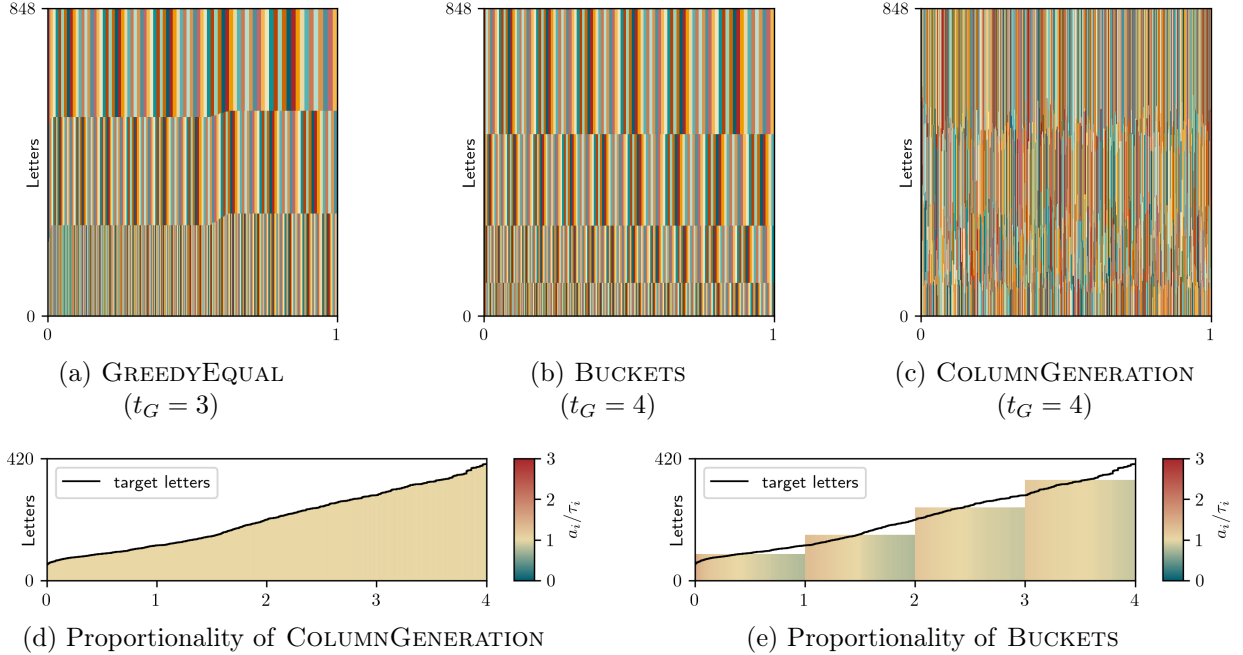 848
Letters
0
0 1
(a) GREEDYEQUAL
(t_G = 3)
848
Letters
0
0 1
(b) BUCKETS
(t_G = 4)
848
Letters
0
0 1
(c) COLUMNGENERATION
(t_G = 4)
420
Letters
0
target letters
0 1 2 3 4
3
2
1
0
a_i/τ_i
(d) Proportionality of COLUMNGENERATION
420
Letters
0
target letters
0 1 2 3 4
3
2
1
0
a_i/τ_i
(e) Proportionality of BUCKETS